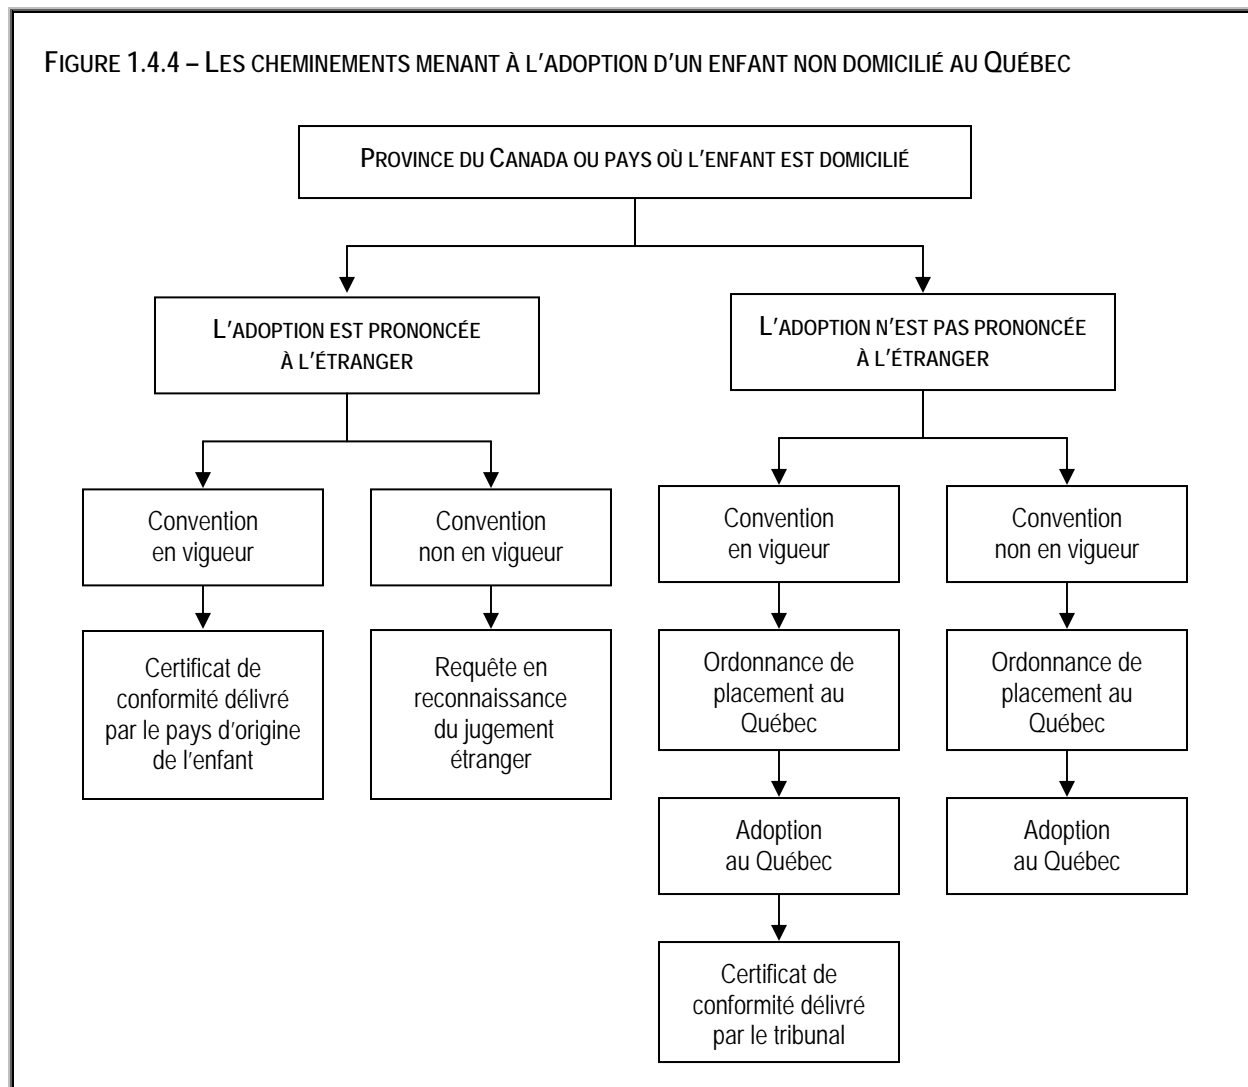 FIGURE 1.4.4 – LES CHEMINEMENTS MENANT À L'ADOPTION D'UN ENFANT NON DOMICILIÉ AU QUÉBEC
PROVINCE DU CANADA OU PAYS OÙ L'ENFANT EST DOMICILIÉ
L'ADOPTION EST PRONONCÉE
À L'ÉTRANGER
L'ADOPTION N'EST PAS PRONONCÉE
À L'ÉTRANGER
Convention
en vigueur
Convention
non en vigueur
Convention
en vigueur
Convention
non en vigueur
Certificat de
conformité délivré
par le pays d'origine
de l'enfant
Requête en
reconnaissance
du jugement
étranger
Ordonnance de
placement au
Québec
Ordonnance de
placement au
Québec
Adoption
au Québec
Adoption
au Québec
Certificat de
conformité délivré
par le tribunal